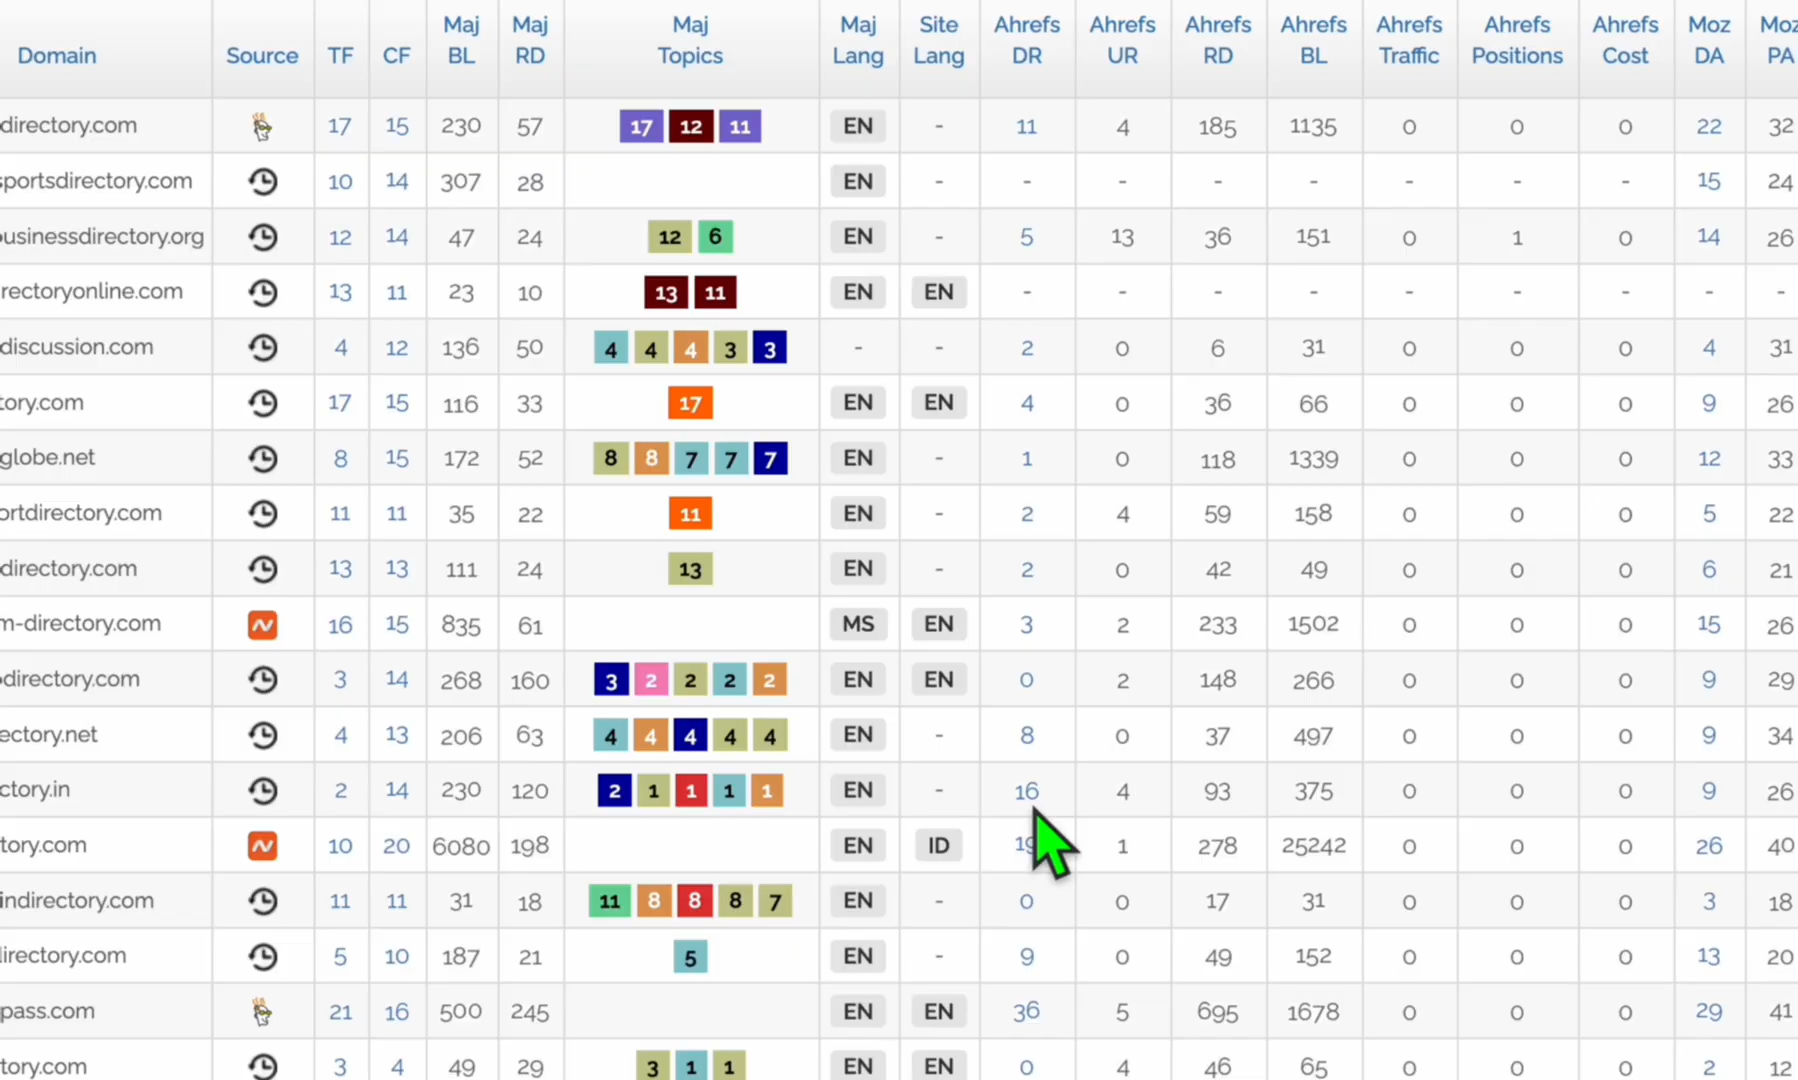 Domain Source TF CF Maj BL Maj RD Maj Topics Maj Lang Site Lang Ahrefs DR Ahrefs UR Ahrefs RD Ahrefs BL Ahrefs Traffic Ahrefs Positions Ahrefs Cost Moz DA Moz PA
directory.com 17 15 230 57 17 12 11 EN - 11 4 185 1135 0 0 0 22 32
sportsdirectory.com 10 14 307 28 EN - - - - - - - - 15 24
usinessdirectory.org 12 14 47 24 12 6 EN - 5 13 36 151 0 1 0 14 26
rectoryonline.com 13 11 23 10 13 11 EN EN - - - - - - - - -
discussion.com 4 12 136 50 4 4 4 3 3 - - 2 0 6 31 0 0 0 4 31
tory.com 17 15 116 33 17 EN EN 4 0 36 66 0 0 0 9 26
globe.net 8 15 172 52 8 8 7 7 7 EN - 1 0 118 1339 0 0 0 12 33
ortdirectory.com 11 11 35 22 11 EN - 2 4 59 158 0 0 0 5 22
directory.com 13 13 111 24 13 EN - 2 0 42 49 0 0 0 6 21
m-directory.com 16 15 835 61 MS EN 3 2 233 1502 0 0 0 15 26
directory.com 3 14 268 160 3 2 2 2 2 EN EN 0 2 148 266 0 0 0 9 29
ectory.net 4 13 206 63 4 4 4 4 4 EN - 8 0 37 497 0 0 0 9 34
ctory.in 2 14 230 120 2 1 1 1 1 EN - 16 4 93 375 0 0 0 9 26
tory.com 10 20 6080 198 EN ID 19 1 278 25242 0 0 0 26 40
indirectory.com 11 11 31 18 11 8 8 8 7 EN - 0 0 17 31 0 0 0 3 18
lirectory.com 5 10 187 21 5 EN - 9 0 49 152 0 0 0 13 20
pass.com 21 16 500 245 EN EN 36 5 695 1678 0 0 0 29 41
tory.com 3 4 49 29 3 1 1 EN EN 0 4 46 65 0 0 0 2 12